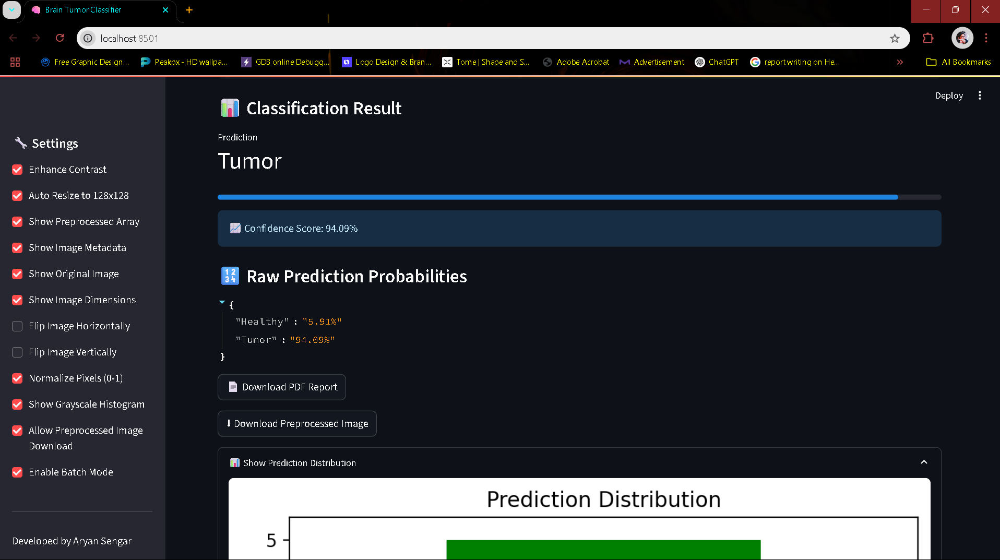 Brain Tumor Classifier
localhost:8501
Free Graphic Design...
Peakpx - HD wallpa...
GDB online Debugg...
Logo Design & Bran...
Tome | Shape and S...
Adobe Acrobat
Advertisement
ChatGPT
report writing on He...
All Bookmarks
Deploy
Settings
Enhance Contrast
Auto Resize to 128x128
Show Preprocessed Array
Show Image Metadata
Show Original Image
Show Image Dimensions
Flip Image Horizontally
Flip Image Vertically
Normalize Pixels (0-1)
Show Grayscale Histogram
Allow Preprocessed Image
Download
Enable Batch Mode
Developed by Aryan Sengar
Classification Result
Prediction
Tumor
Confidence Score: 94.09%
Raw Prediction Probabilities
{
"Healthy" : "5.91%"
"Tumor" : "94.09%"
}
Download PDF Report
Download Preprocessed Image
Show Prediction Distribution
Prediction Distribution
5